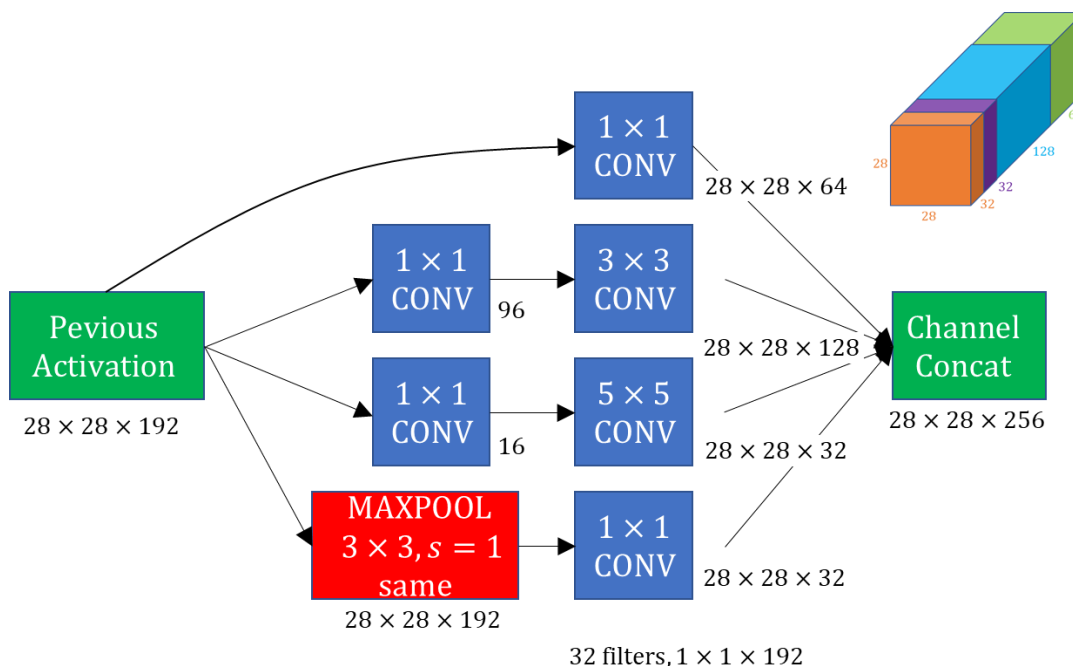 1 × 1
CONV
28 × 28 × 64
1 × 1
CONV
96
3 × 3
CONV
28 × 28 × 128
Pevious
Activation
28 × 28 × 192
1 × 1
CONV
16
5 × 5
CONV
28 × 28 × 32
MAXPOOL
3 × 3, s = 1
same
28 × 28 × 192
1 × 1
CONV
28 × 28 × 32
32 filters, 1 × 1 × 192
Channel
Concat
28 × 28 × 256
28
28
32
32
128